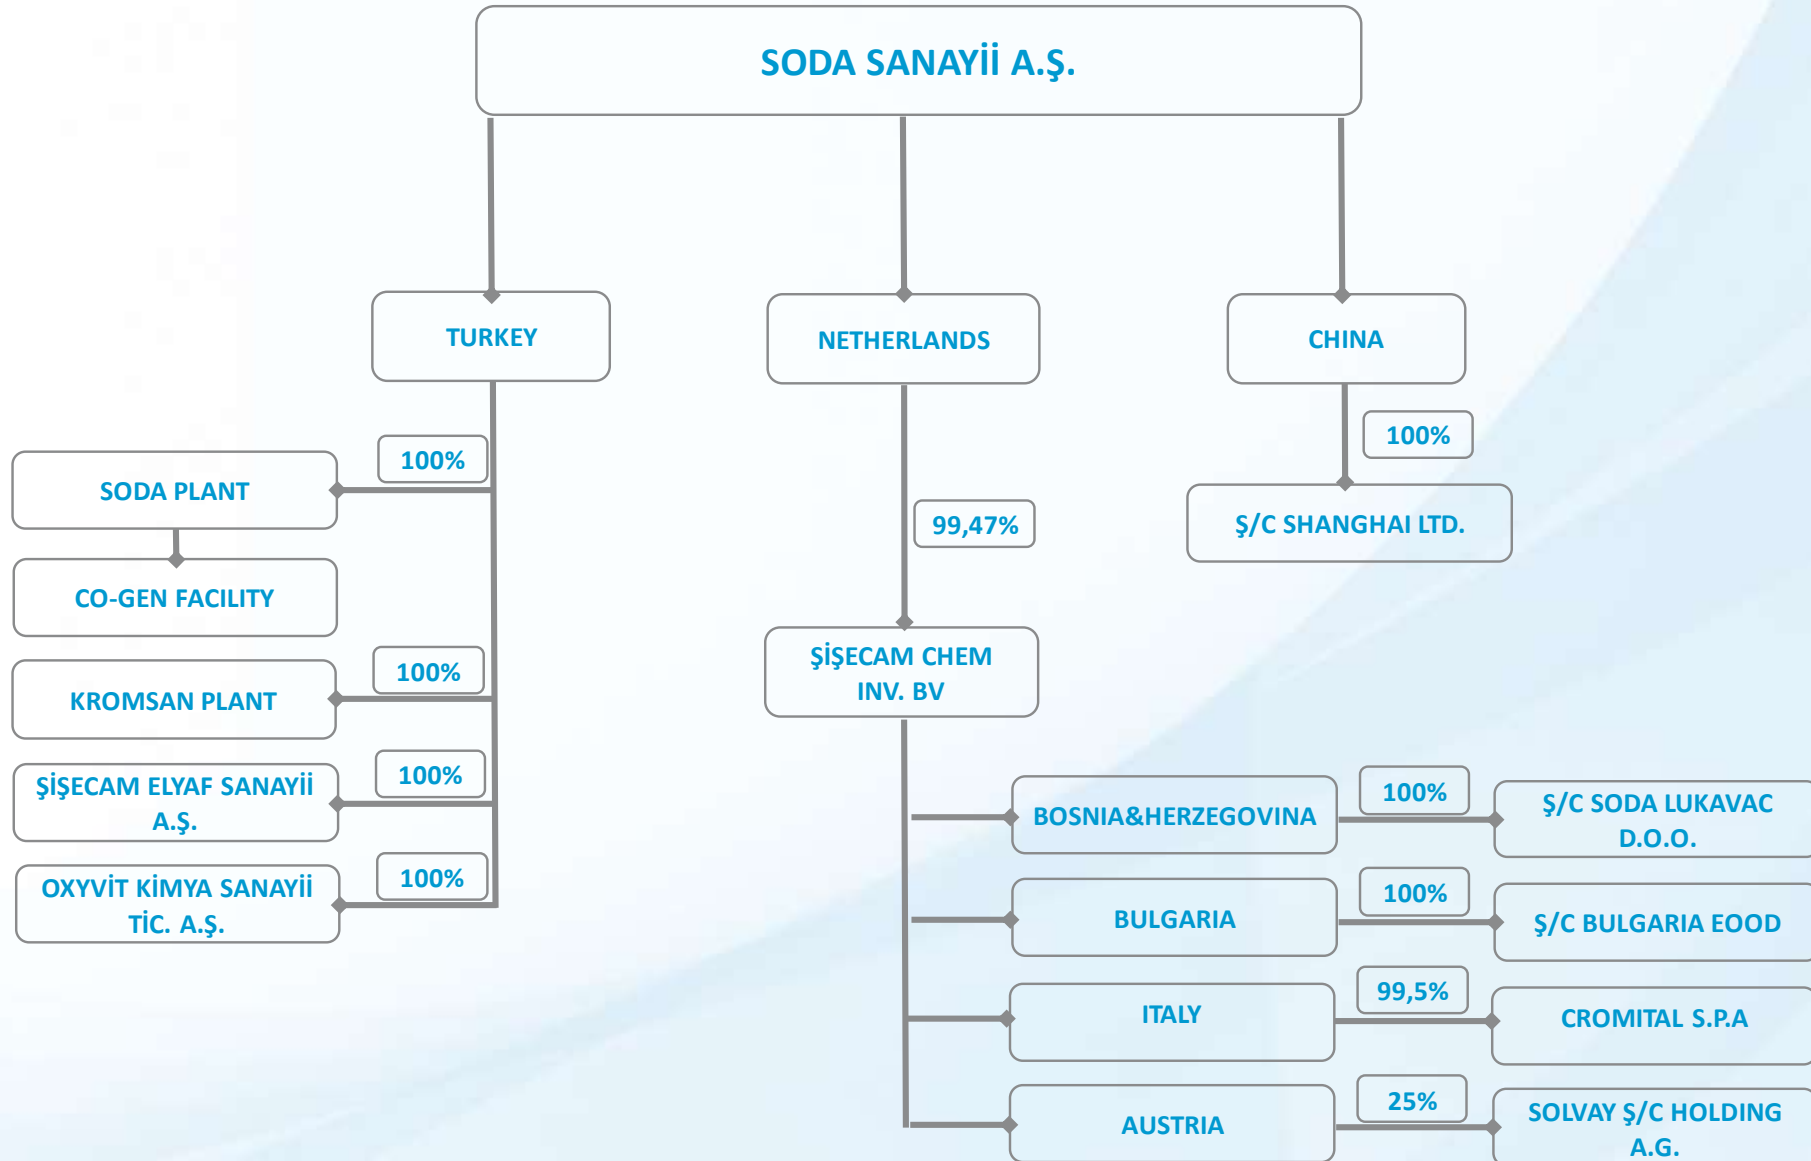 SODA SANAYİİ A.Ş.
TURKEY
NETHERLANDS
CHINA
100%
Ş/C SHANGHAI LTD.
100%
SODA PLANT
CO-GEN FACILITY
100%
KROMSAN PLANT
100%
ŞİŞECAM ELYAF SANAYİİ
A.Ş.
100%
OXYVİT KİMYA SANAYİİ
TİC. A.Ş.
99,47%
ŞİŞECAM CHEM
INV. BV
BOSNIA&HERZEGOVINA
100%
Ş/C SODA LUKAVAC
D.O.O.
BULGARIA
100%
Ş/C BULGARIA EOOD
ITALY
99,5%
CROMITAL S.P.A
AUSTRIA
25%
SOLVAY Ş/C HOLDING
A.G.